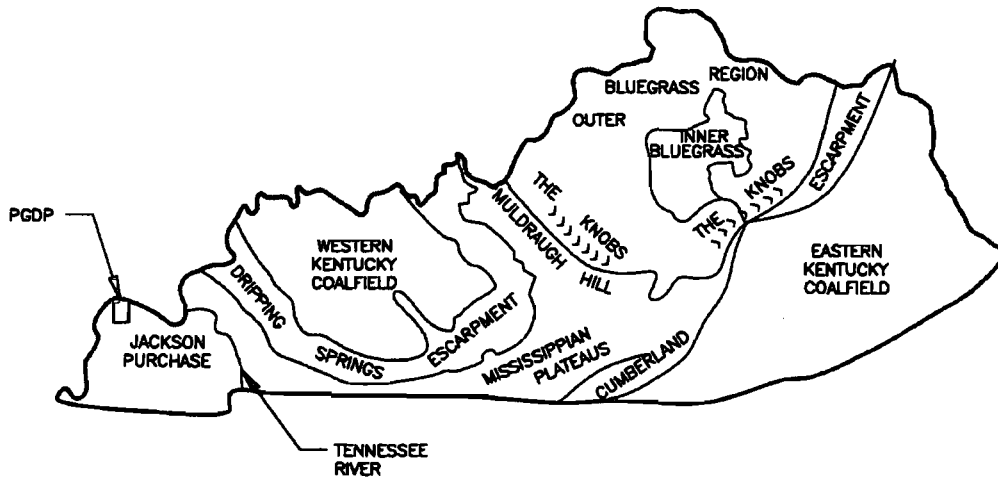 BLUEGRASS REGION
OUTER
INNER
BLUEGRASS
THE KNOBS
THE KNOBS
ESCARPMENT
MULDRAUGH HILL
PGDP
WESTERN
KENTUCKY
COALFIELD
EASTERN
KENTUCKY
COALFIELD
DRIPPING SPRINGS ESCARPMENT
JACKSON
PURCHASE
MISSISSIPPIAN
PLATEAUS
CUMBERLAND
TENNESSEE
RIVER